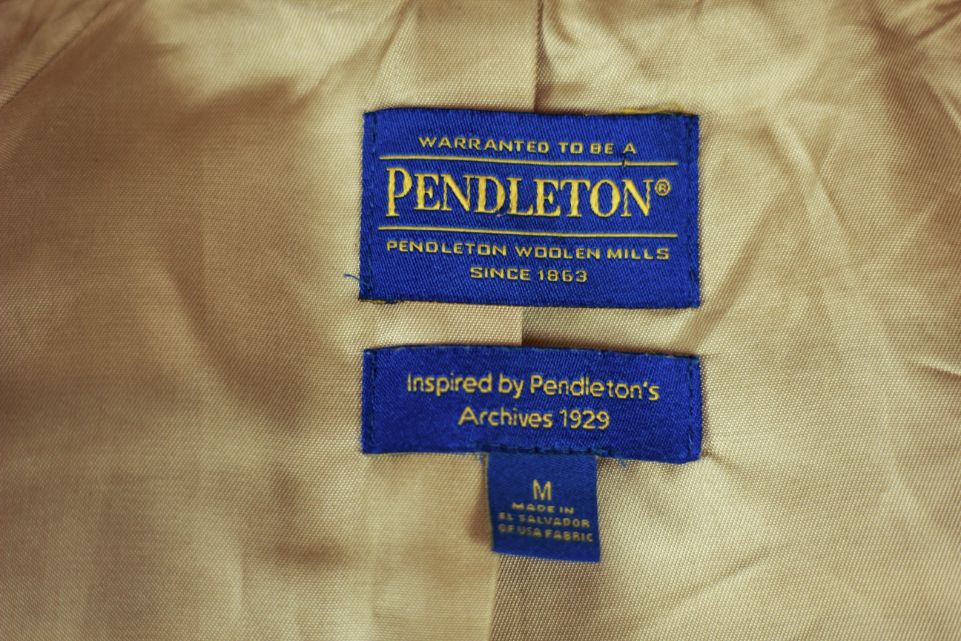 WARRANTED TO BE A
PENDLETON®
PENDLETON WOOLEN MILLS
SINCE 1863
Inspired by Pendleton's
Archives 1929
M
MADE IN
EL SALVADOR
OF USA FABRIC